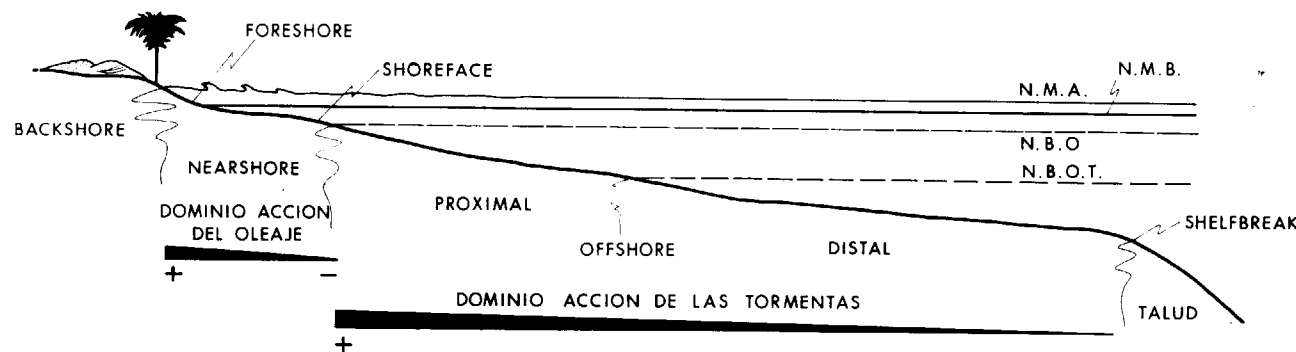 FORESHORE
SHOREFACE
N.M.B.
N.M.A.
BACKSHORE
N.B.O
NEARSHORE
N.B.O.T.
PROXIMAL
DOMINIO ACCION
DEL OLEAJE
SHELFBREAK
OFFSHORE
DISTAL
+ −
DOMINIO ACCION DE LAS TORMENTAS
TALUD
+